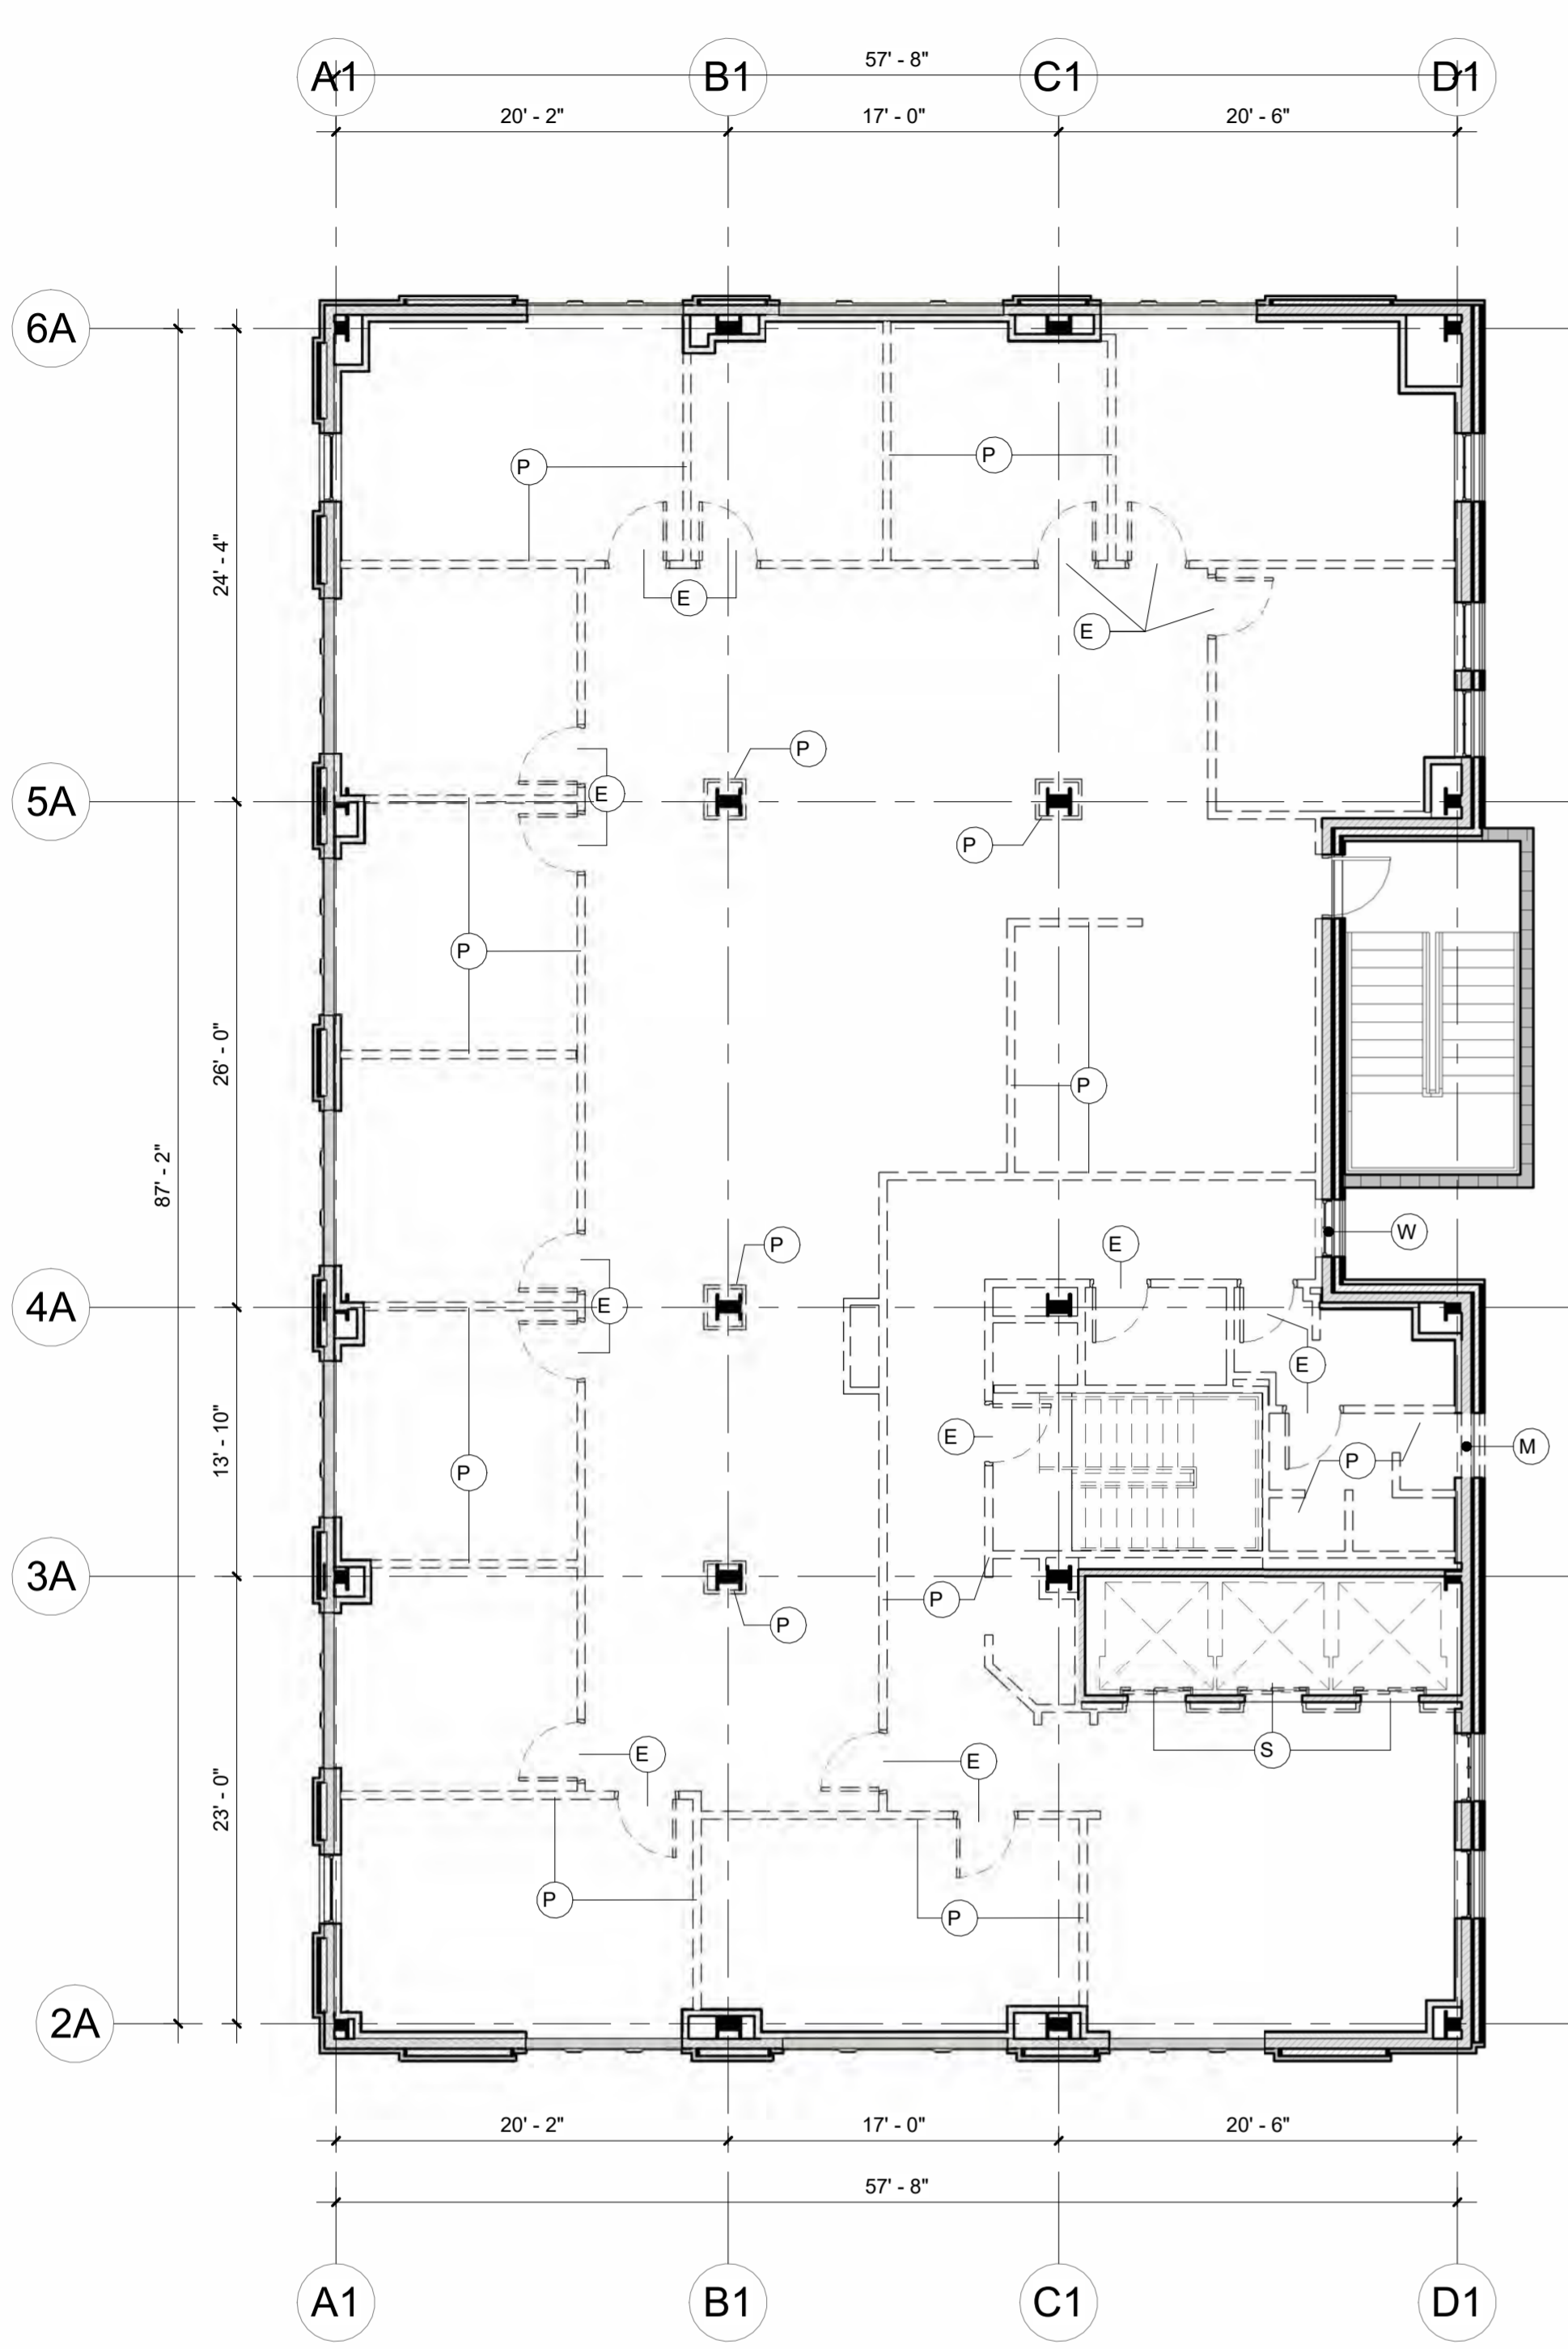 A1
B1
57' - 8"
C1
D1
20' - 2"
17' - 0"
20' - 6"
6A
P
P
24' - 4"
E
E
P
E
5A
P
P
26' - 0"
P
87' - 2"
W
P
E
4A
E
E
13' - 10"
E
M
P
P
3A
P
P
E
E
S
23' - 0"
P
P
2A
20' - 2"
17' - 0"
20' - 6"
57' - 8"
A1
B1
C1
D1